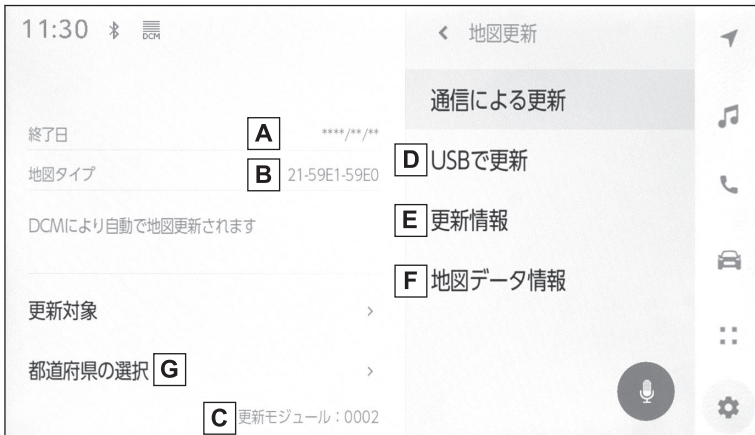 11:30 DCM
終了日 A ****/**/**
地図タイプ B 21-59E1-59E0
DCMにより自動で地図更新されます
更新対象
都道府県の選択 G
C 更新モジュール：0002
地図更新
通信による更新
D USBで更新
E 更新情報
F 地図データ情報